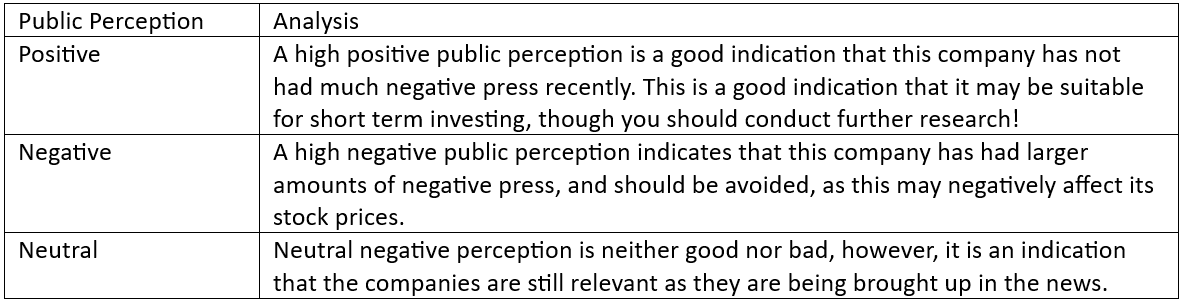 Public Perception Analysis
Positive A high positive public perception is a good indication that this company has not
had much negative press recently. This is a good indication that it may be suitable
for short term investing, though you should conduct further research!
Negative A high negative public perception indicates that this company has had larger
amounts of negative press, and should be avoided, as this may negatively affect its
stock prices.
Neutral Neutral negative perception is neither good nor bad, however, it is an indication
that the companies are still relevant as they are being brought up in the news.